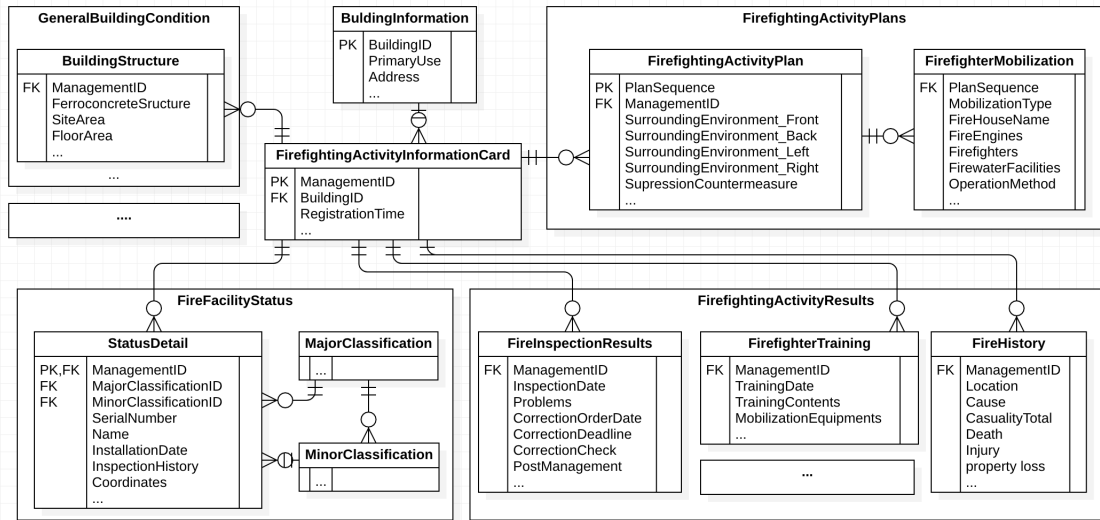 GeneralBuildingCondition
BuildingStructure
FK ManagementID
FerroconcreteSructure
SiteArea
FloorArea
...
...
....
BuldingInformation
PK BuildingID
PrimaryUse
Address
...
FirefightingActivityInformationCard
PK ManagementID
FK BuildingID
RegistrationTime
...
FirefightingActivityPlans
FirefightingActivityPlan
PK PlanSequence
FK ManagementID
SurroundingEnvironment_Front
SurroundingEnvironment_Back
SurroundingEnvironment_Left
SurroundingEnvironment_Right
SupressionCountermeasure
...
FirefighterMobilization
FK PlanSequence
MobilizationType
FireHouseName
FireEngines
Firefighters
FirewaterFacilities
OperationMethod
...
FireFacilityStatus
StatusDetail
PK,FK ManagementID
FK MajorClassificationID
FK MinorClassificationID
SerialNumber
Name
InstallationDate
InspectionHistory
Coordinates
...
MajorClassification
...
MinorClassification
...
FirefightingActivityResults
FireInspectionResults
FK ManagementID
InspectionDate
Problems
CorrectionOrderDate
CorrectionDeadline
CorrectionCheck
PostManagement
...
FirefighterTraining
FK ManagementID
TrainingDate
TrainingContents
MobilizationEquipments
...
...
FireHistory
FK ManagementID
Location
Cause
CasualityTotal
Death
Injury
property loss
...